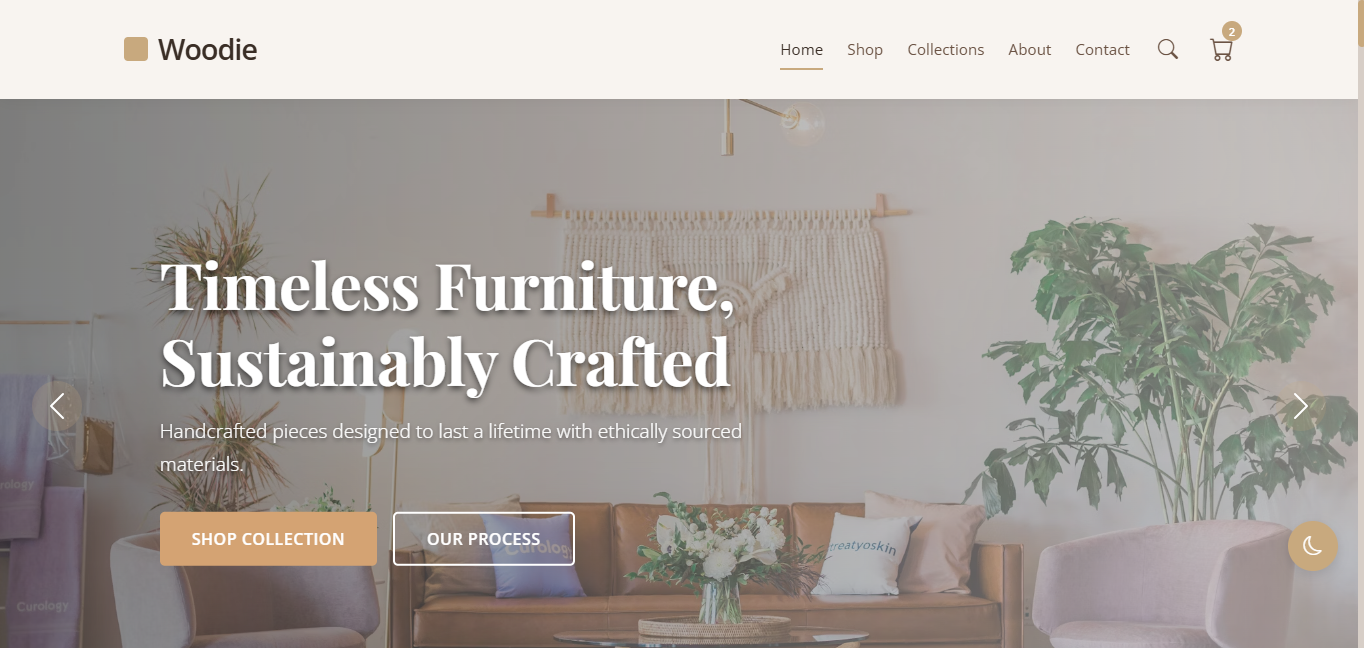 Woodie
Home Shop Collections About Contact
2
Timeless Furniture,
Sustainably Crafted
Handcrafted pieces designed to last a lifetime with ethically sourced
materials.
SHOP COLLECTION
OUR PROCESS
Curology
greatyoskin
Curology